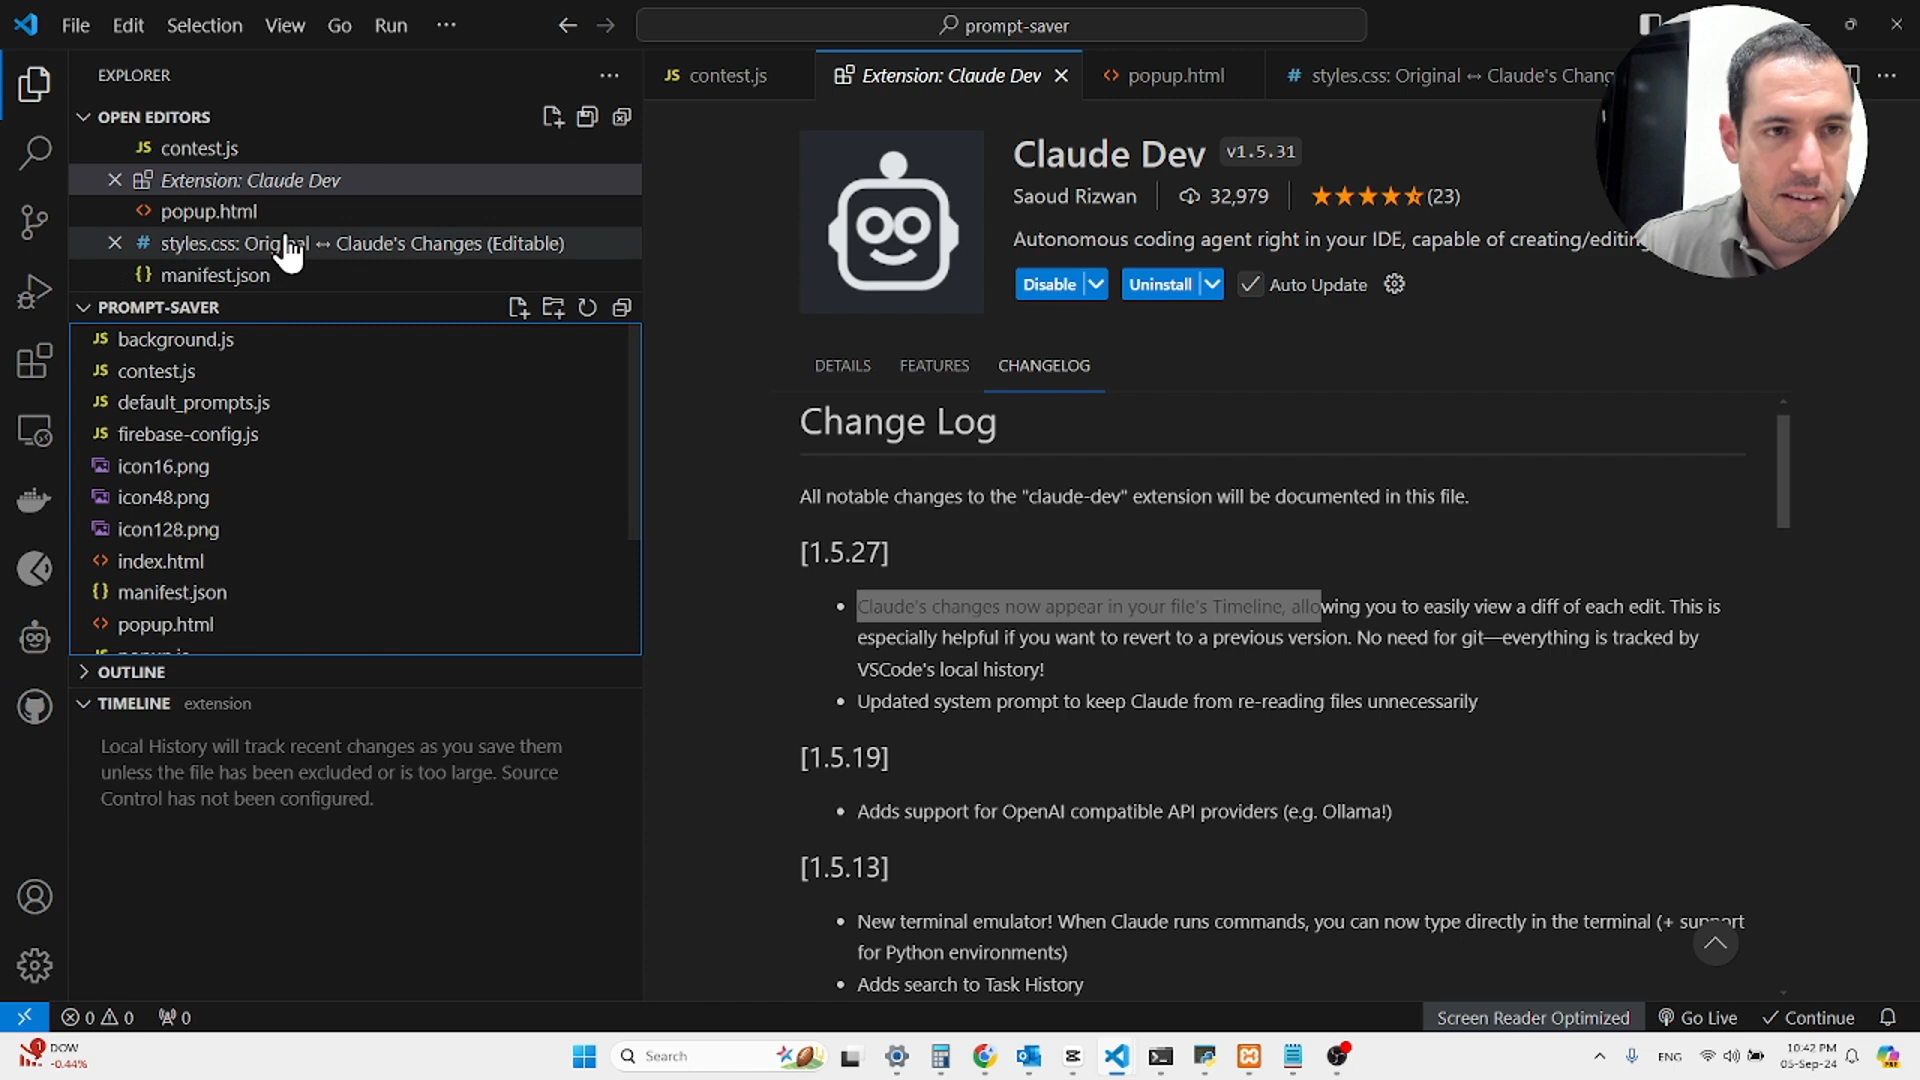 File Edit Selection View Go Run ···
prompt-saver
EXPLORER
OPEN EDITORS
contest.js
Extension: Claude Dev
popup.html
styles.css: Original ↔ Claude's Changes (Editable)
manifest.json
PROMPT-SAVER
background.js
contest.js
default_prompts.js
firebase-config.js
icon16.png
icon48.png
icon128.png
index.html
manifest.json
popup.html
OUTLINE
TIMELINE extension
Local History will track recent changes as you save them
unless the file has been excluded or is too large. Source
Control has not been configured.
contest.js Extension: Claude Dev popup.html styles.css: Original ↔ Claude's Chang
Claude Dev v1.5.31
Saoud Rizwan 32,979 (23)
Autonomous coding agent right in your IDE, capable of creating/editing
Disable Uninstall Auto Update
DETAILS FEATURES CHANGELOG
Change Log
All notable changes to the "claude-dev" extension will be documented in this file.
[1.5.27]
• Claude's changes now appear in your file's Timeline, allowing you to easily view a diff of each edit. This is
especially helpful if you want to revert to a previous version. No need for git—everything is tracked by
VSCode's local history!
• Updated system prompt to keep Claude from re-reading files unnecessarily
[1.5.19]
• Adds support for OpenAI compatible API providers (e.g. Ollama!)
[1.5.13]
• New terminal emulator! When Claude runs commands, you can now type directly in the terminal (+ support
for Python environments)
• Adds search to Task History
0 0 0
Screen Reader Optimized Go Live Continue
DOW
-0.44%
Search
ENG
10:42 PM
05-Sep-24